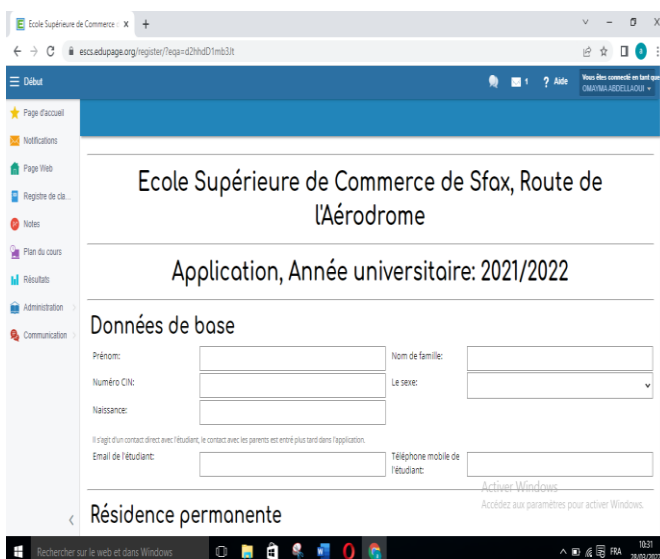 Ecole Supérieure de Commerce
escs.edupage.org/register/?eqa=d2hhdD1mb3Jt
Début
1
Aide
Vous êtes connecté en tant que
OMAYMA ABDELLAOUI
Page d'accueil
Notifications
Page Web
Registre de cla...
Notes
Plan du cours
Résultats
Administration
Communication
Ecole Supérieure de Commerce de Sfax, Route de
l'Aérodrome
Application, Année universitaire: 2021/2022
Données de base
Prénom:
Nom de famille:
Numéro CIN:
Le sexe:
Naissance:
Il s'agit d'un contact direct avec l'étudiant, le contact avec les parents est entré plus tard dans l'application.
Email de l'étudiant:
Téléphone mobile de
l'étudiant:
Activer Windows
Accédez aux paramètres pour activer Windows.
Résidence permanente
Rechercher sur le web et dans Windows
FRA
10:31